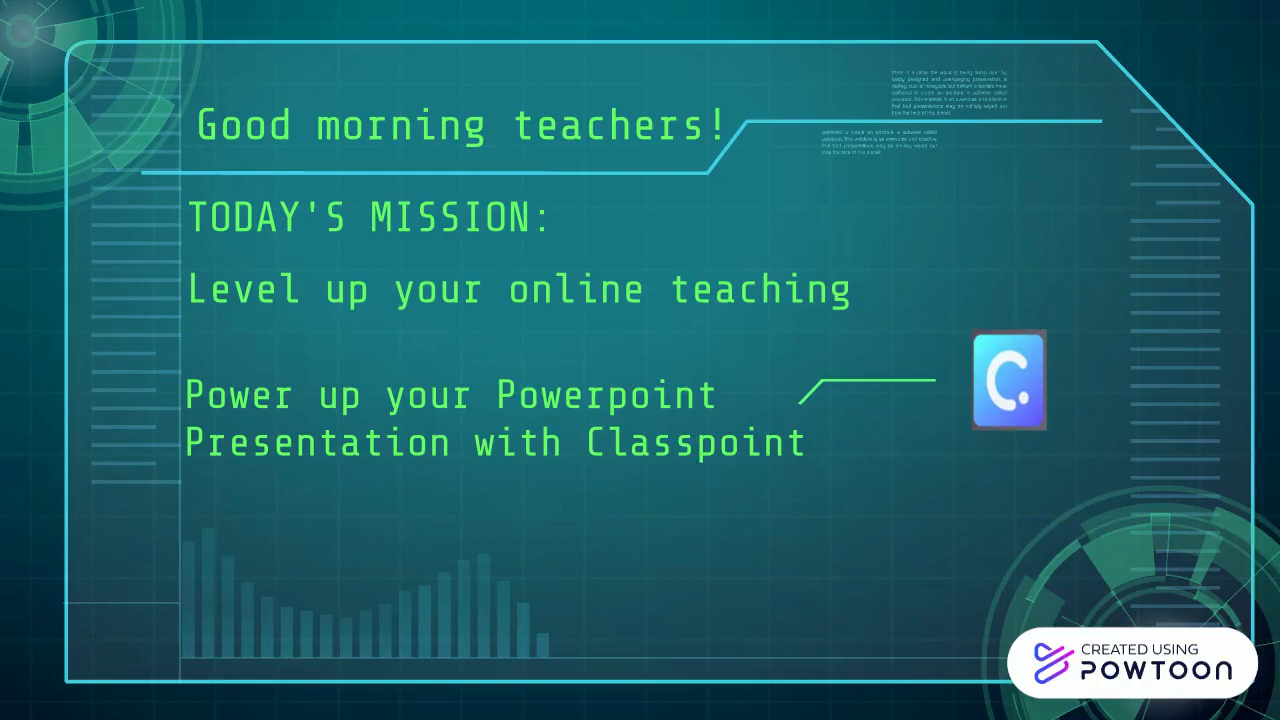 Good morning teachers!
TODAY'S MISSION:
Level up your online teaching
Power up your Powerpoint
Presentation with Classpoint
CREATED USING
POWTOON